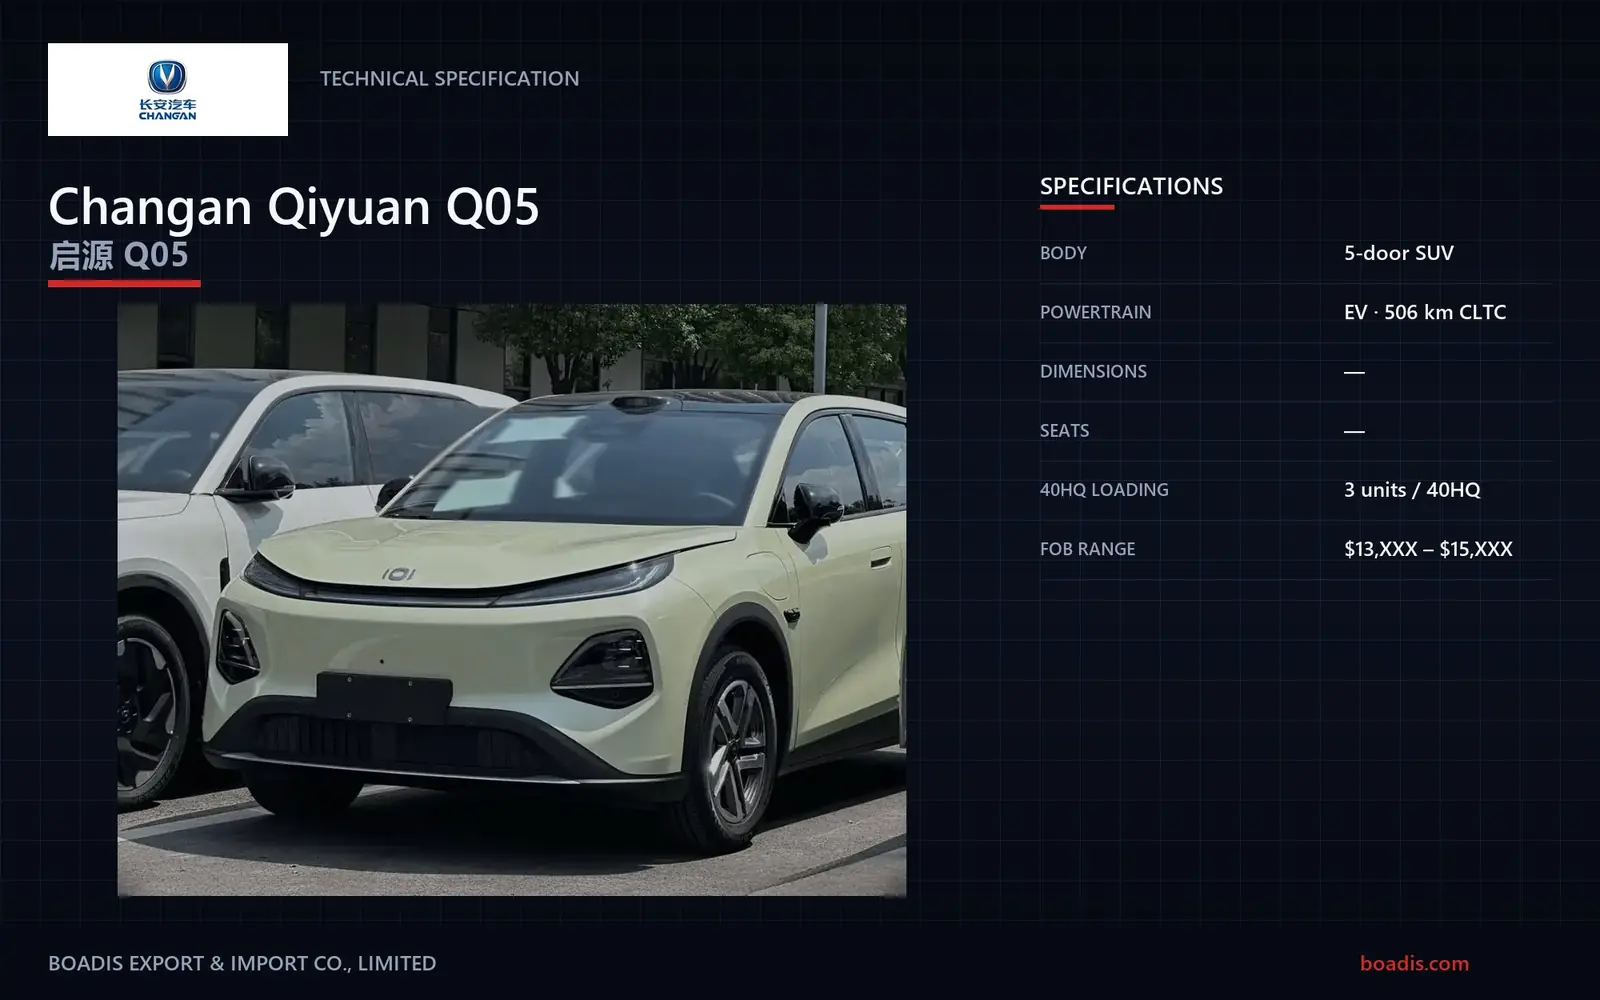 长安汽车
CHANGAN
TECHNICAL SPECIFICATION
Changan Qiyuan Q05
启源 Q05
SPECIFICATIONS
BODY 5-door SUV
POWERTRAIN EV · 506 km CLTC
DIMENSIONS —
SEATS —
40HQ LOADING 3 units / 40HQ
FOB RANGE $13,XXX – $15,XXX
BOADIS EXPORT & IMPORT CO., LIMITED
boadis.com